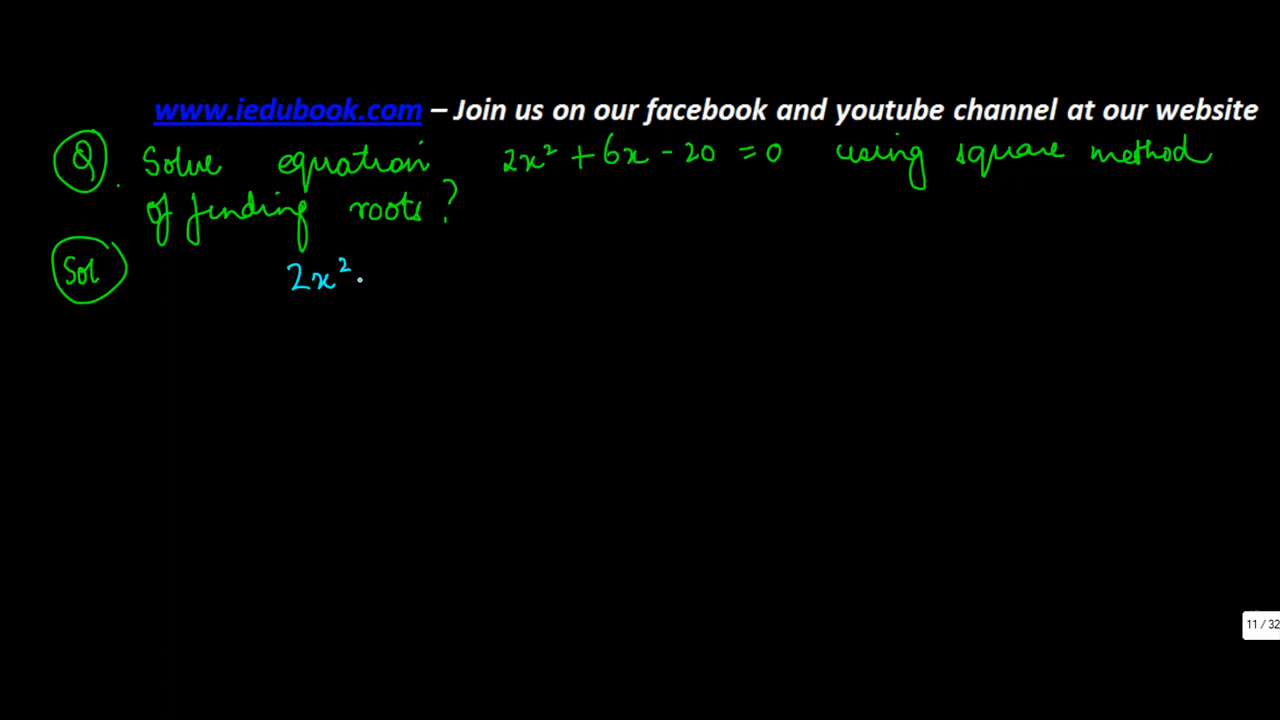 www.iedubook.com – Join us on our facebook and youtube channel at our website
Q. Solve equation 2x² + 6x - 20 = 0 using square method
of finding roots?
Sol 2x²
11 / 32